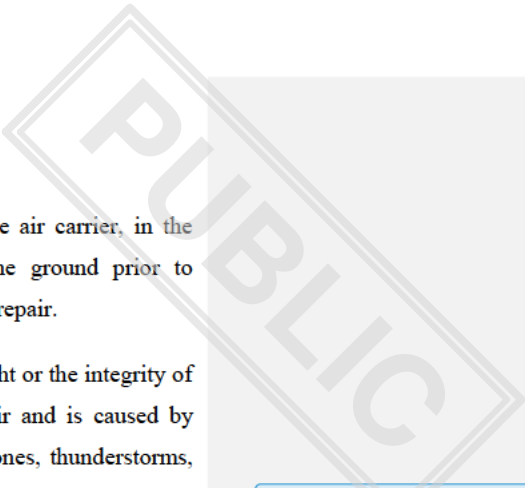 e air carrier, in the
ne ground prior to
repair.
ht or the integrity of
ir and is caused by
ones, thunderstorms,
PUBLIC